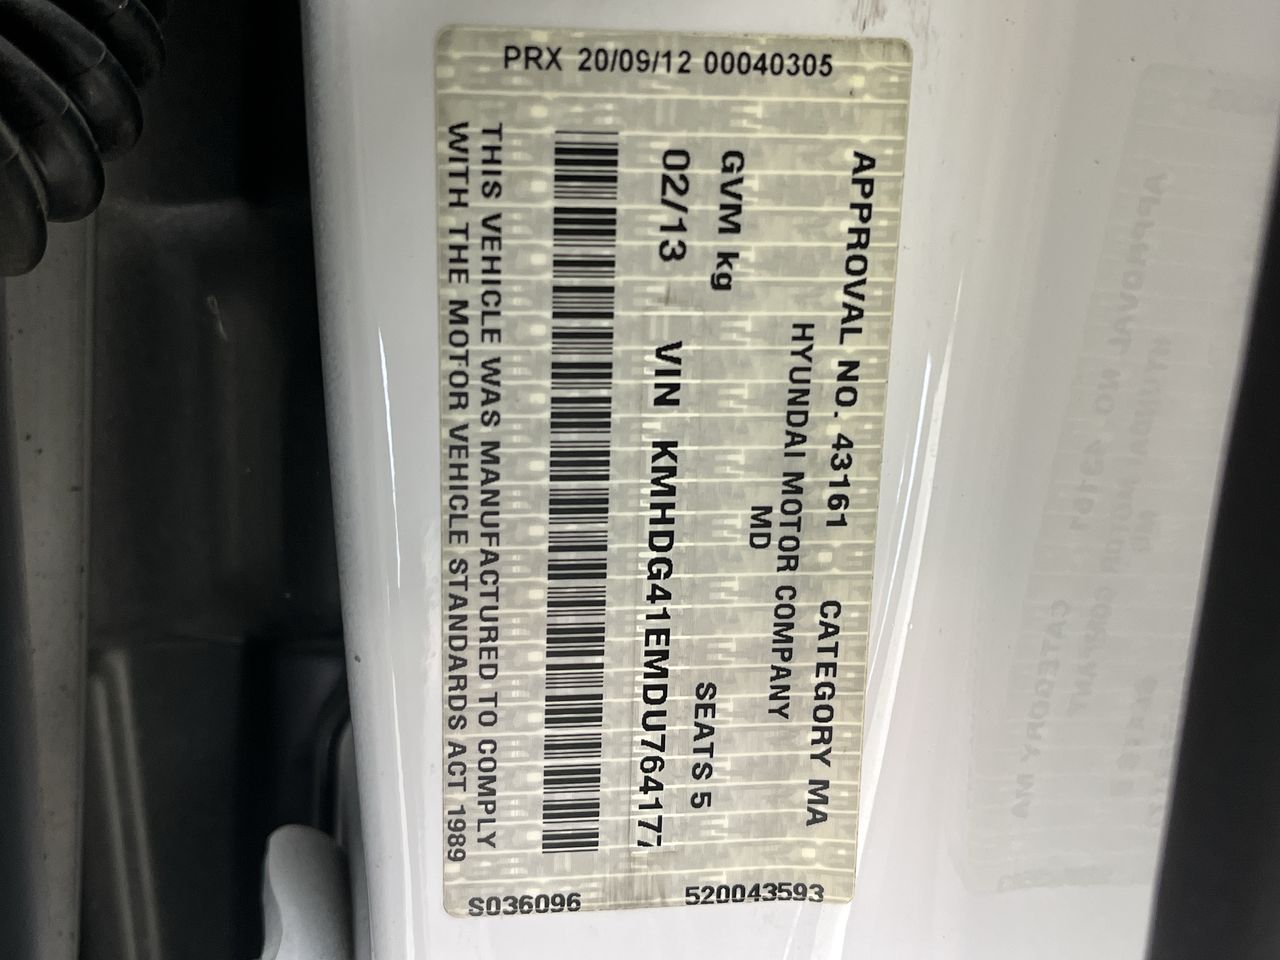 PRX 20/09/12 00040305
APPROVAL NO. 43161 CATEGORY MA
HYUNDAI MOTOR COMPANY
MD
GVM kg SEATS 5
02/13 VIN KMHDG41EMDU764177
THIS VEHICLE WAS MANUFACTURED TO COMPLY
WITH THE MOTOR VEHICLE STANDARDS ACT 1989
S036096 520043593